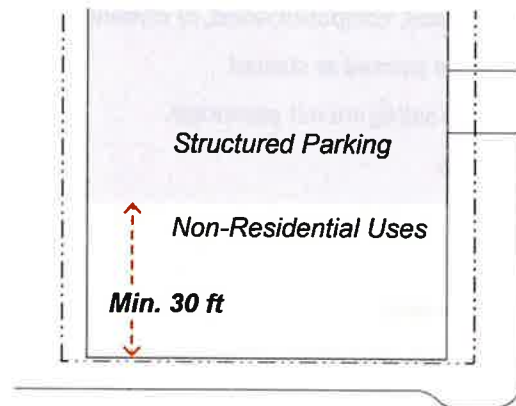 Structured Parking
Non-Residential Uses
Min. 30 ft